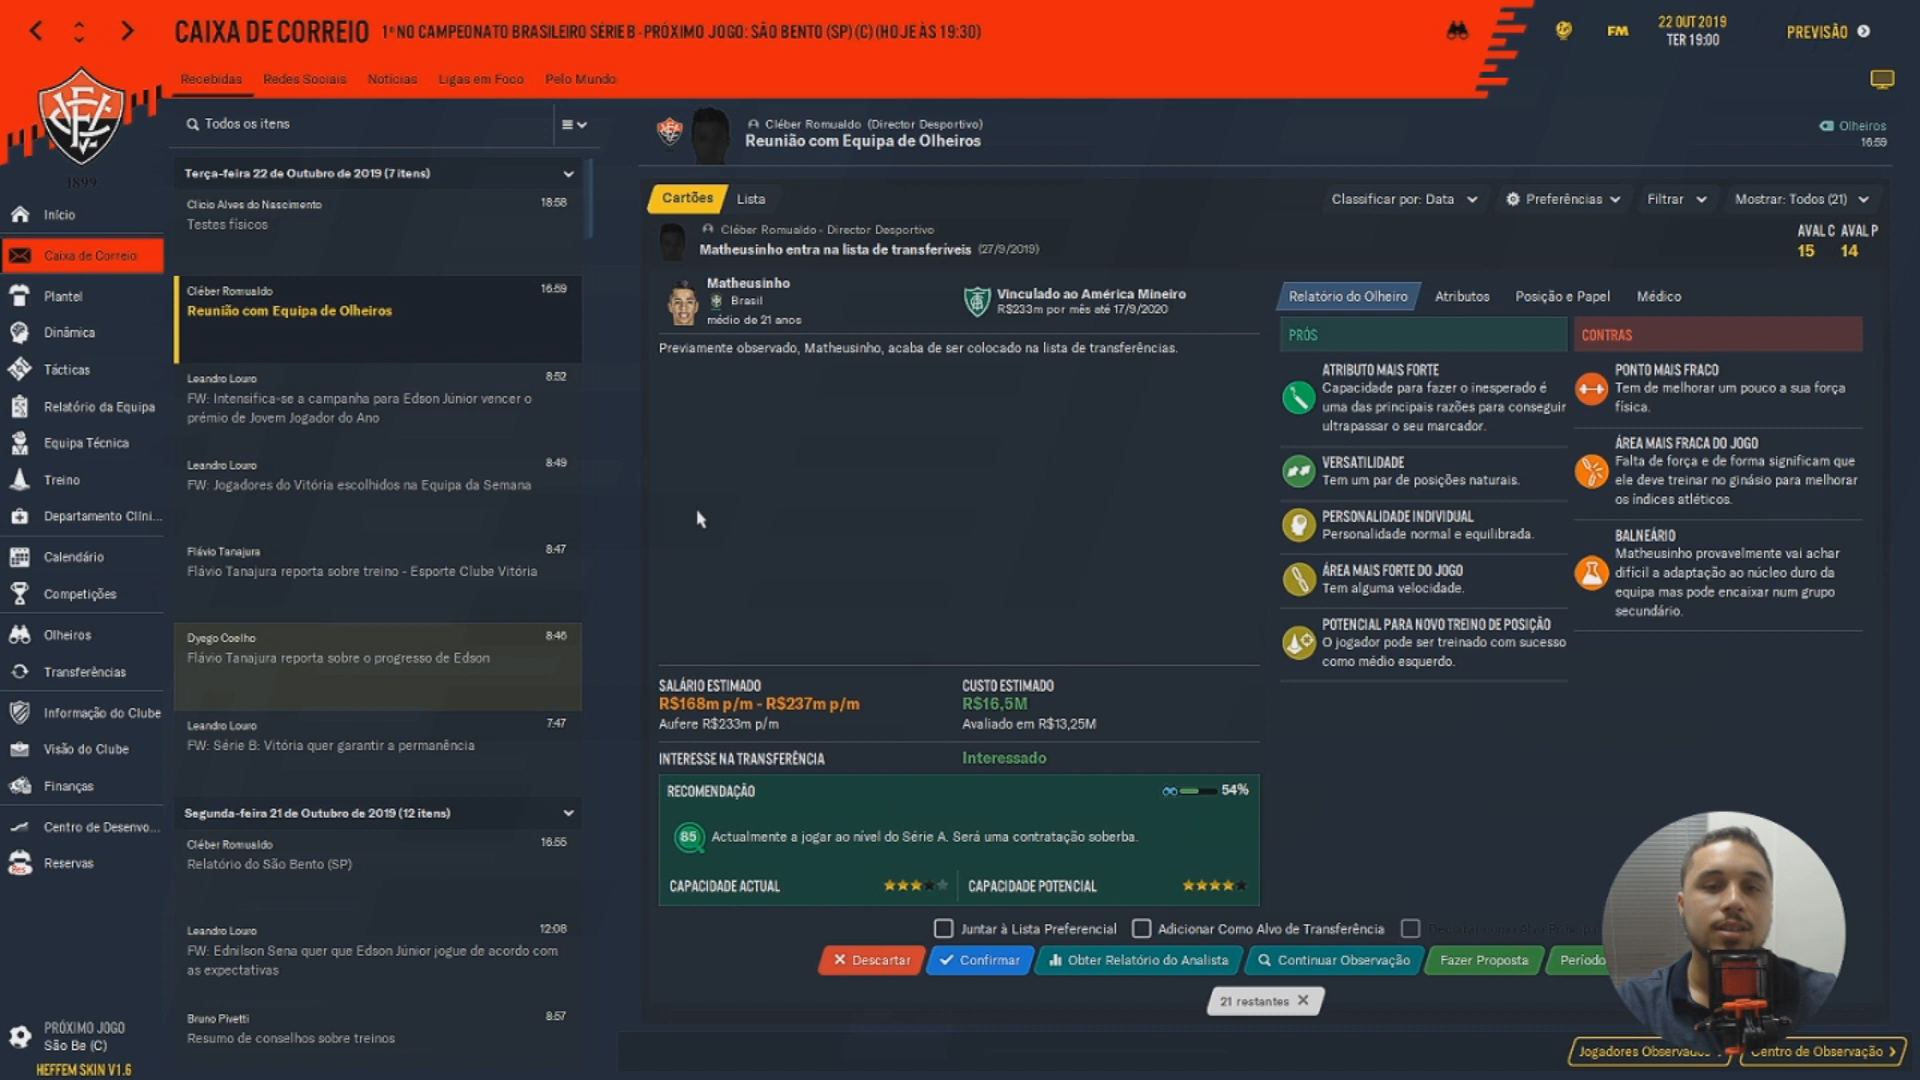 CAIXA DE CORREIO
1º NO CAMPEONATO BRASILEIRO SÉRIE B - PRÓXIMO JOGO: SÃO BENTO (SP) (C) (HOJE ÀS 19:30)
FM
22 OUT 2019
TER 19:00
PREVISÃO
Recebidas
Redes Sociais
Notícias
Ligas em Foco
Pelo Mundo
1899
Início
Caixa de Correio
Plantel
Dinâmica
Tácticas
Relatório da Equipa
Equipa Técnica
Treino
Departamento Clíni...
Calendário
Competições
Olheiros
Transferências
Informação do Clube
Visão do Clube
Finanças
Centro de Desenvo...
Reservas
PRÓXIMO JOGO
São Be (C)
HEFFEM SKIN V1.6
Todos os itens
Terça-feira 22 de Outubro de 2019 (7 itens)
Clício Alves do Nascimento 18:58
Testes físicos
Cléber Romualdo 16:59
Reunião com Equipa de Olheiros
Leandro Louro 8:52
FW: Intensifica-se a campanha para Edson Júnior vencer o
prémio de Jovem Jogador do Ano
Leandro Louro 8:49
FW: Jogadores do Vitória escolhidos na Equipa da Semana
Flávio Tanajura 8:47
Flávio Tanajura reporta sobre treino - Esporte Clube Vitória
Dyego Coelho 8:46
Flávio Tanajura reporta sobre o progresso de Edson
Leandro Louro 7:47
FW: Série B: Vitória quer garantir a permanência
Segunda-feira 21 de Outubro de 2019 (12 itens)
Cléber Romualdo 16:55
Relatório do São Bento (SP)
Leandro Louro 12:08
FW: Ednilson Sena quer que Edson Júnior jogue de acordo com
as expectativas
Bruno Pivetti 8:57
Resumo de conselhos sobre treinos
Cléber Romualdo (Director Desportivo)
Reunião com Equipa de Olheiros
Olheiros
16:59
Cartões
Lista
Classificar por: Data
Preferências
Filtrar
Mostrar: Todos (21)
Cléber Romualdo - Director Desportivo
Matheusinho entra na lista de transferíveis (27/9/2019)
AVAL C AVAL P
15 14
Matheusinho
Brasil
médio de 21 anos
Vinculado ao América Mineiro
R$233m por mês até 17/9/2020
Previamente observado, Matheusinho, acaba de ser colocado na lista de transferências.
Relatório do Olheiro
Atributos
Posição e Papel
Médico
PRÓS
ATRIBUTO MAIS FORTE
Capacidade para fazer o inesperado é
uma das principais razões para conseguir
ultrapassar o seu marcador.
VERSATILIDADE
Tem um par de posições naturais.
PERSONALIDADE INDIVIDUAL
Personalidade normal e equilibrada.
ÁREA MAIS FORTE DO JOGO
Tem alguma velocidade.
POTENCIAL PARA NOVO TREINO DE POSIÇÃO
O jogador pode ser treinado com sucesso
como médio esquerdo.
CONTRAS
PONTO MAIS FRACO
Tem de melhorar um pouco a sua força
física.
ÁREA MAIS FRACA DO JOGO
Falta de força e de forma significam que
ele deve treinar no ginásio para melhorar
os índices atléticos.
BALNEÁRIO
Matheusinho provavelmente vai achar
difícil a adaptação ao núcleo duro da
equipa mas pode encaixar num grupo
secundário.
SALÁRIO ESTIMADO
R$168m p/m - R$237m p/m
Aufere R$233m p/m
CUSTO ESTIMADO
R$16,5M
Avaliado em R$13,25M
INTERESSE NA TRANSFERÊNCIA
Interessado
RECOMENDAÇÃO
54%
85
Actualmente a jogar ao nível do Série A. Será uma contratação soberba.
CAPACIDADE ACTUAL
CAPACIDADE POTENCIAL
Juntar à Lista Preferencial
Adicionar Como Alvo de Transferência
Descartar
Confirmar
Obter Relatório do Analista
Continuar Observação
Fazer Proposta
Período
21 restantes
Jogadores Observados
Centro de Observação